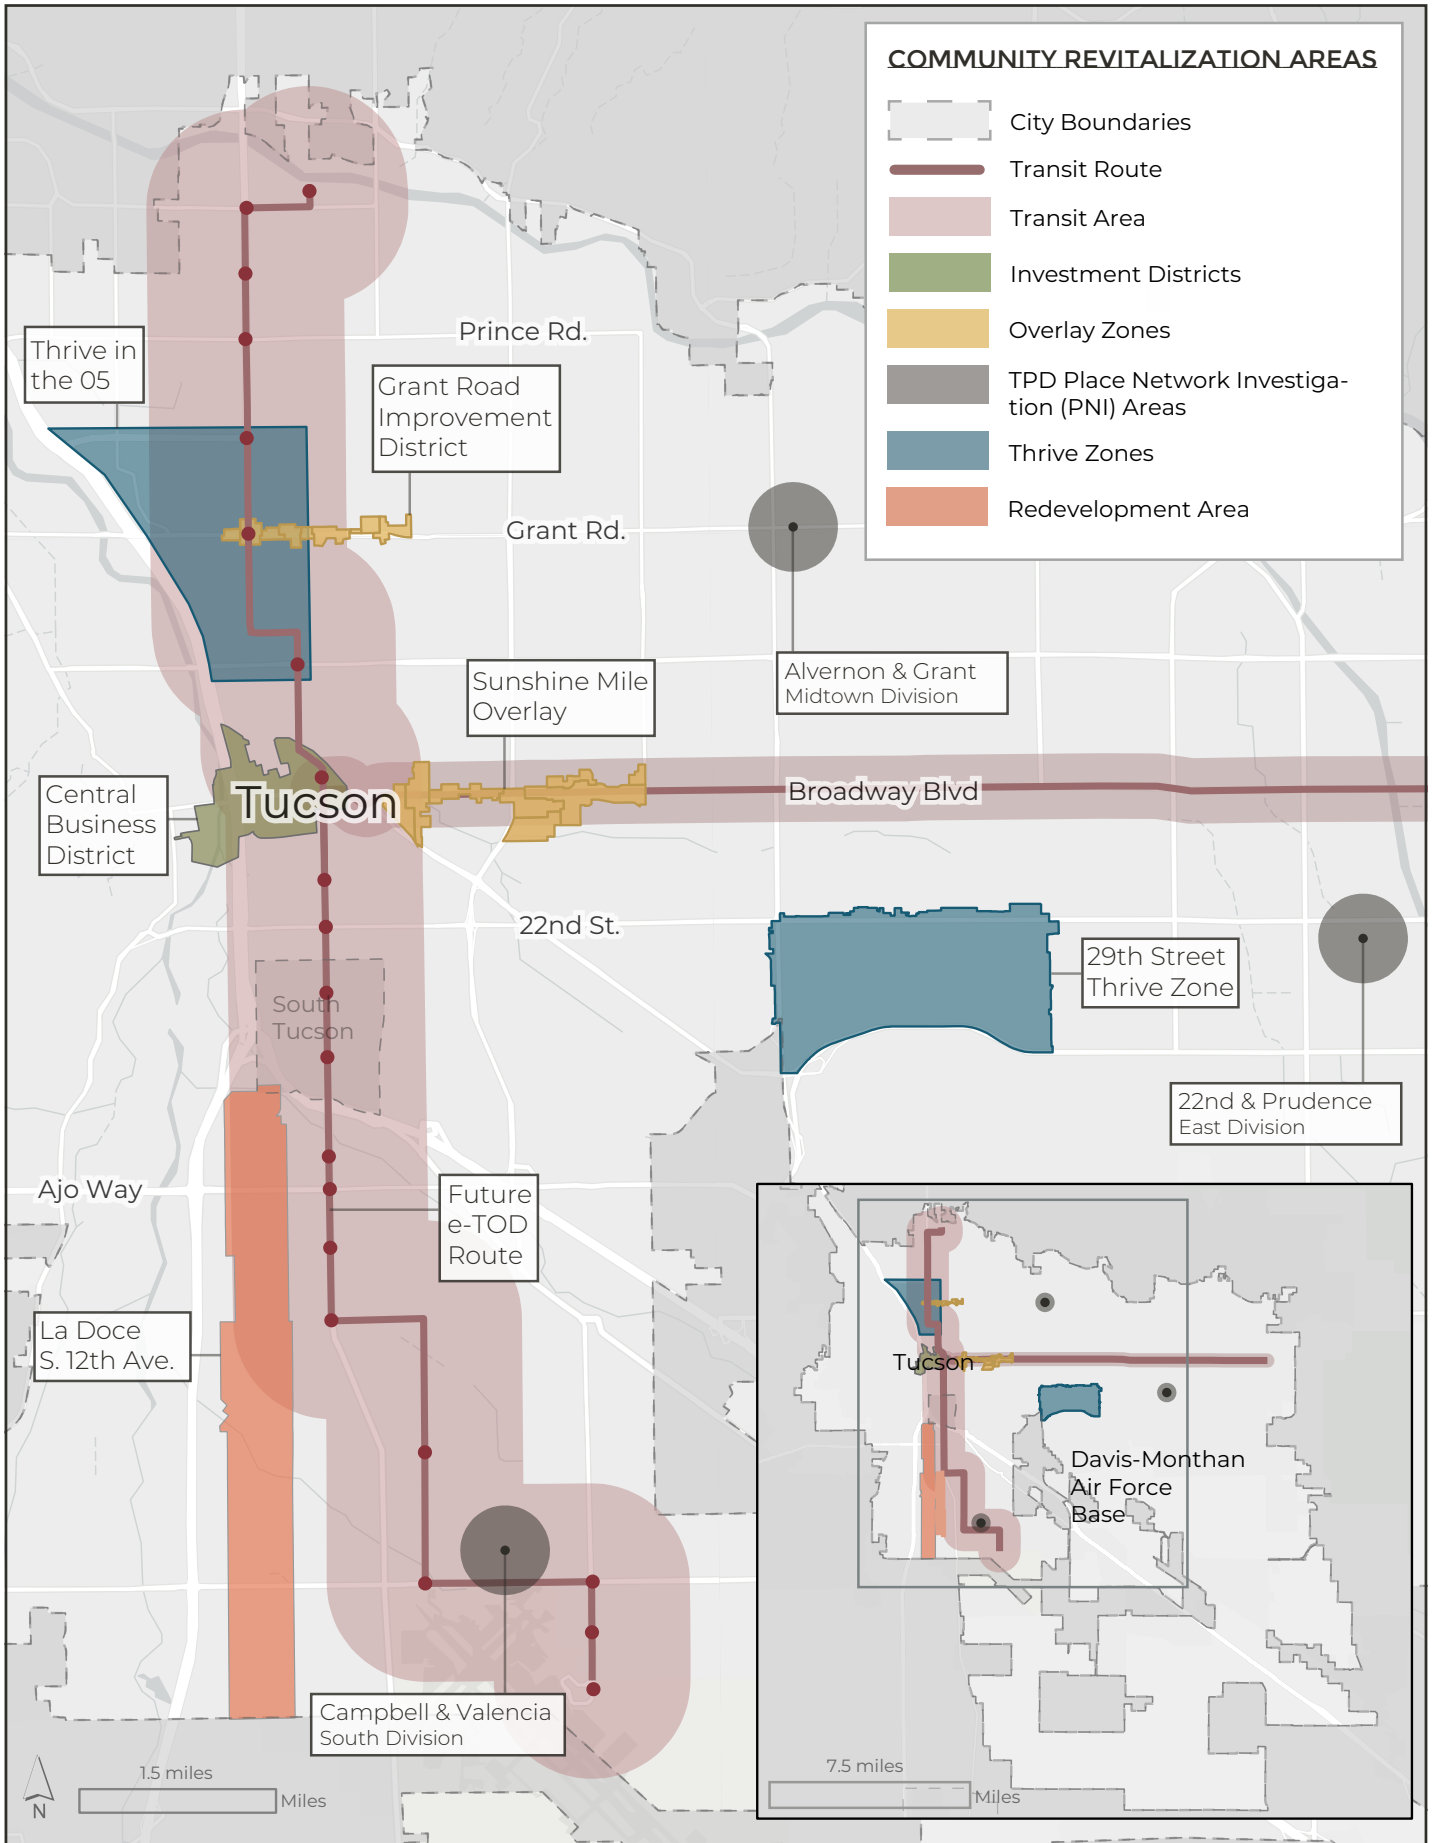 COMMUNITY REVITALIZATION AREAS
City Boundaries
Transit Route
Transit Area
Investment Districts
Overlay Zones
TPD Place Network Investiga-
tion (PNI) Areas
Thrive Zones
Redevelopment Area
Prince Rd.
Thrive in
the 05
Grant Road
Improvement
District
Grant Rd.
Alvernon & Grant
Midtown Division
Sunshine Mile
Overlay
Central
Business
District
Tucson
Broadway Blvd
22nd St.
29th Street
Thrive Zone
South
Tucson
22nd & Prudence
East Division
Ajo Way
Future
e-TOD
Route
La Doce
S. 12th Ave.
Campbell & Valencia
South Division
Tucson
Davis-Monthan
Air Force
Base
1.5 miles
Miles
N
7.5 miles
Miles